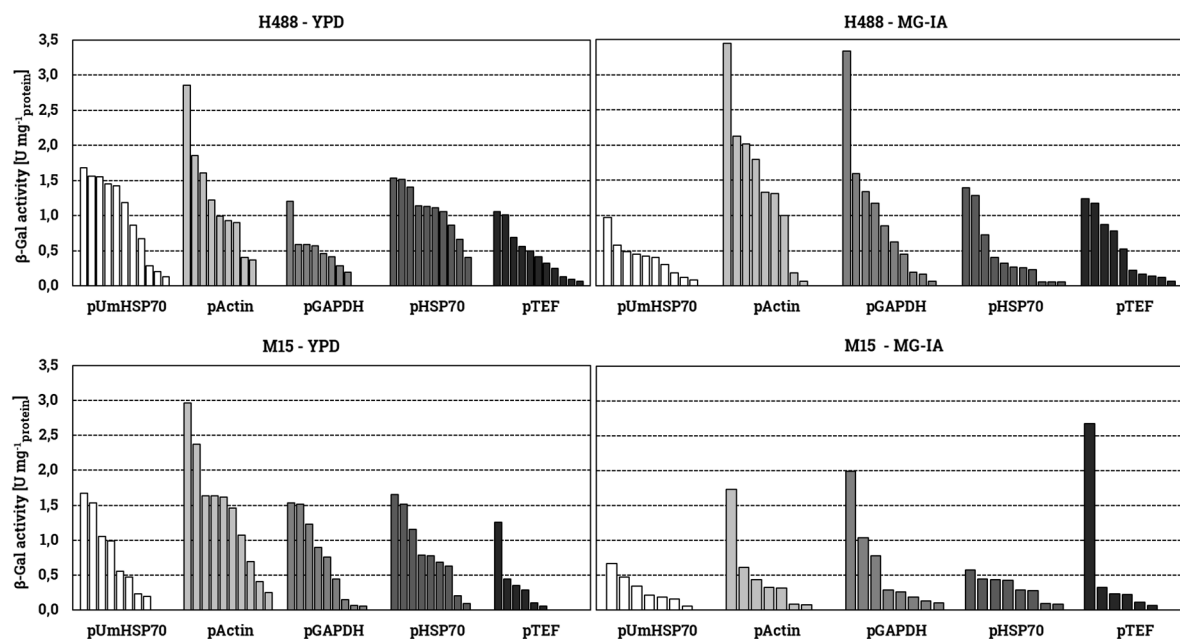 H488 - YPD
H488 - MG-IA
β-Gal activity [U mg⁻¹protein]
3,5
3,0
2,5
2,0
1,5
1,0
0,5
0,0
pUmHSP70 pActin pGAPDH pHSP70 pTEF
pUmHSP70 pActin pGAPDH pHSP70 pTEF
M15 - YPD
M15 - MG-IA
β-Gal activity [U mg⁻¹protein]
3,5
3,0
2,5
2,0
1,5
1,0
0,5
0,0
pUmHSP70 pActin pGAPDH pHSP70 pTEF
pUmHSP70 pActin pGAPDH pHSP70 pTEF